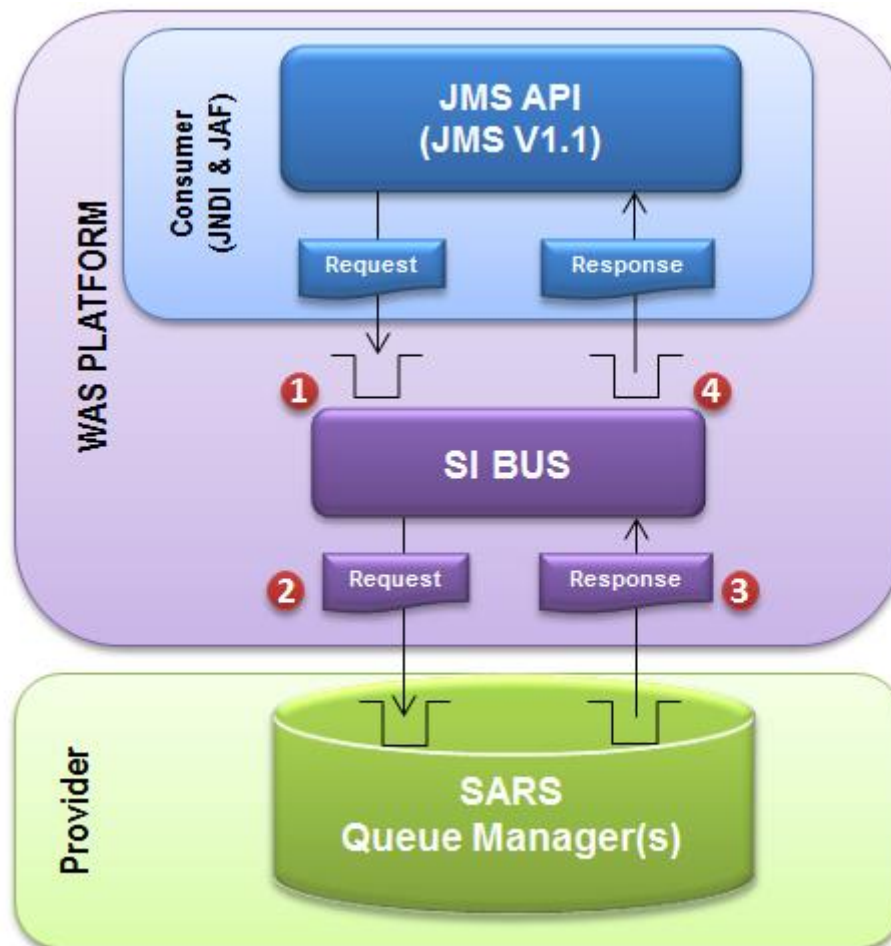 WAS PLATFORM
Consumer
(JNDI & JAF)
JMS API
(JMS V1.1)
Request
Response
1
4
SI BUS
2
Request
Response
3
Provider
SARS
Queue Manager(s)